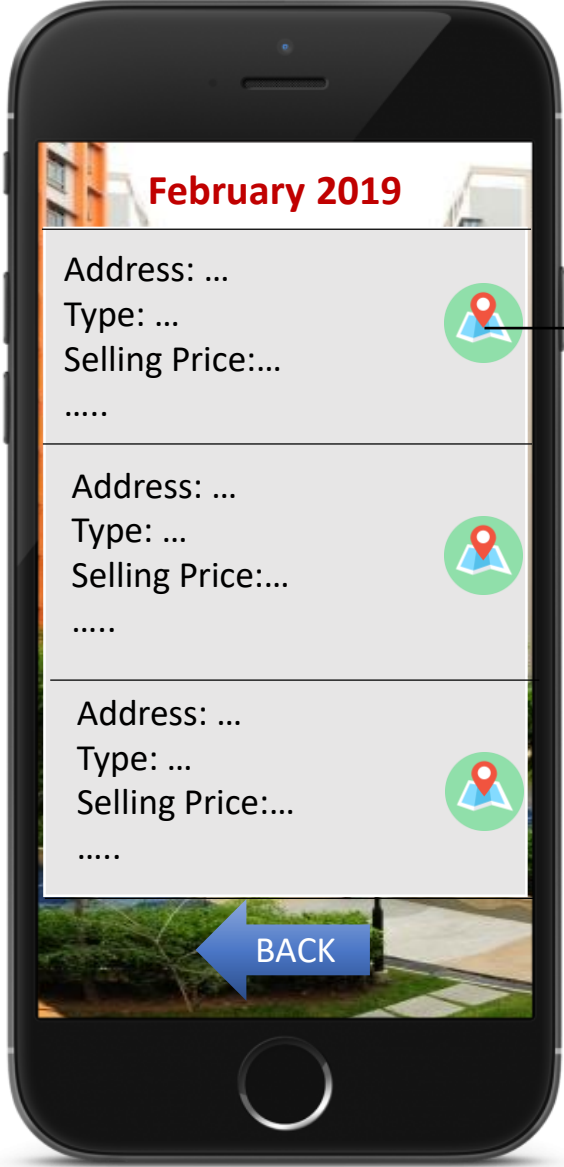 February 2019
Address: …
Type: …
Selling Price:…
…..
Address: …
Type: …
Selling Price:…
…..
Address: …
Type: …
Selling Price:…
…..
BACK